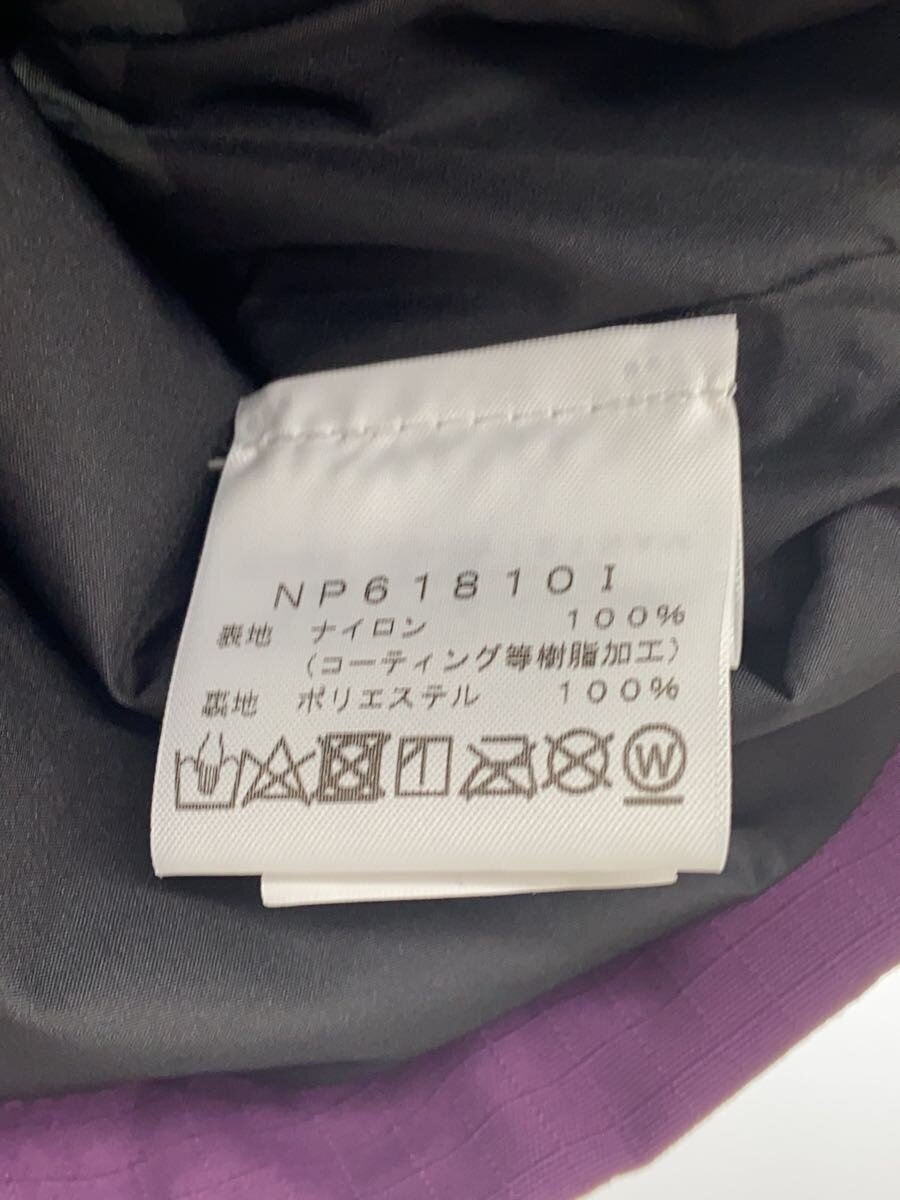 NP61810I
表地 ナイロン 100%
(コーティング等樹脂加工)
裏地 ポリエステル 100%
W